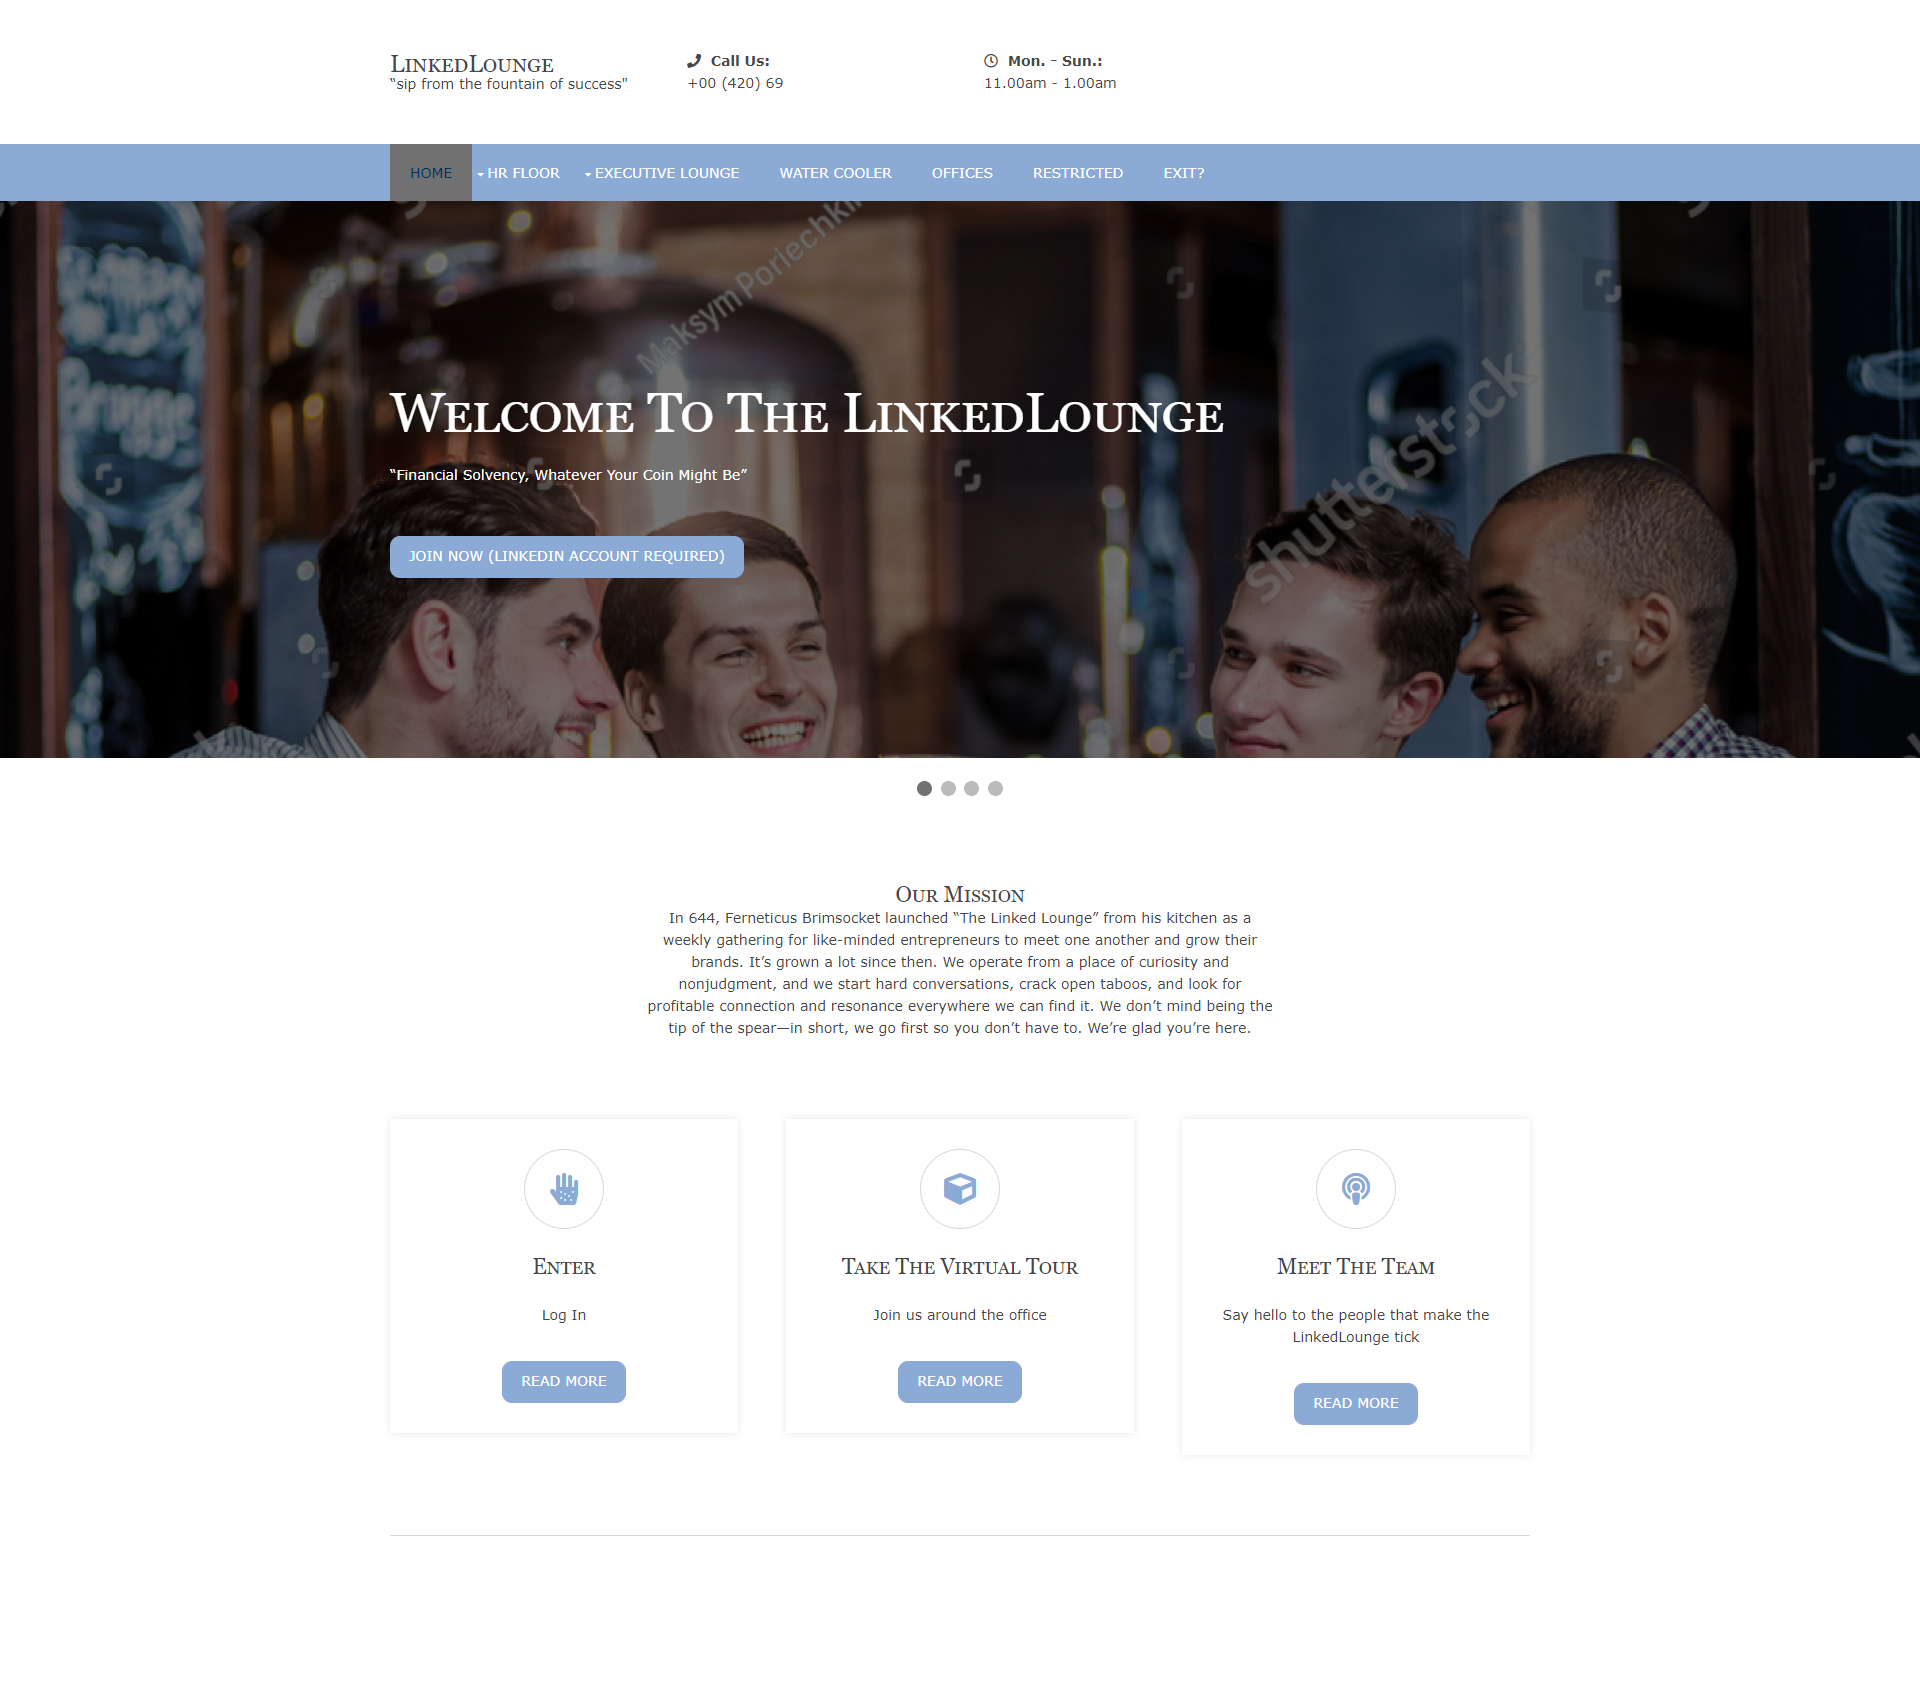 LinkedLounge
“sip from the fountain of success"
Call Us:
+00 (420) 69
Mon. - Sun.:
11.00am - 1.00am
HOME
HR FLOOR
EXECUTIVE LOUNGE
WATER COOLER
OFFICES
RESTRICTED
EXIT?
Maksym Poriechkin
shutterstock
Welcome To The LinkedLounge
“Financial Solvency, Whatever Your Coin Might Be”
JOIN NOW (LINKEDIN ACCOUNT REQUIRED)
Our Mission
In 644, Ferneticus Brimsocket launched “The Linked Lounge” from his kitchen as a
weekly gathering for like-minded entrepreneurs to meet one another and grow their
brands. It’s grown a lot since then. We operate from a place of curiosity and
nonjudgment, and we start hard conversations, crack open taboos, and look for
profitable connection and resonance everywhere we can find it. We don’t mind being the
tip of the spear—in short, we go first so you don’t have to. We’re glad you’re here.
Enter
Log In
READ MORE
Take The Virtual Tour
Join us around the office
READ MORE
Meet The Team
Say hello to the people that make the
LinkedLounge tick
READ MORE